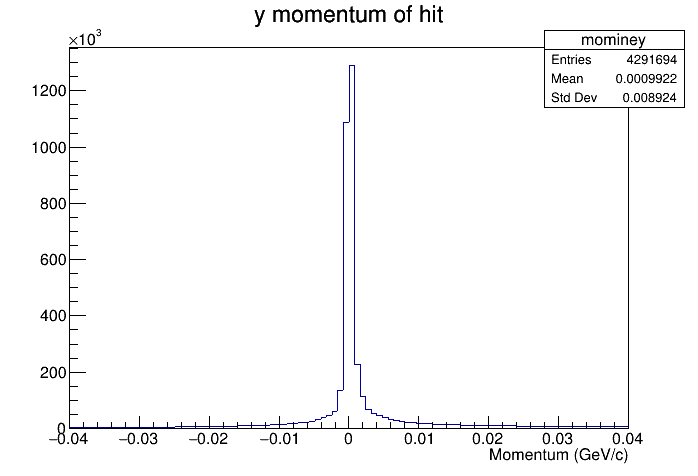 y momentum of hit
×10³
mominey
Entries 4291694
Mean 0.0009922
Std Dev 0.008924
1200
1000
800
600
400
200
0
−0.04 −0.03 −0.02 −0.01 0 0.01 0.02 0.03 0.04
Momentum (GeV/c)